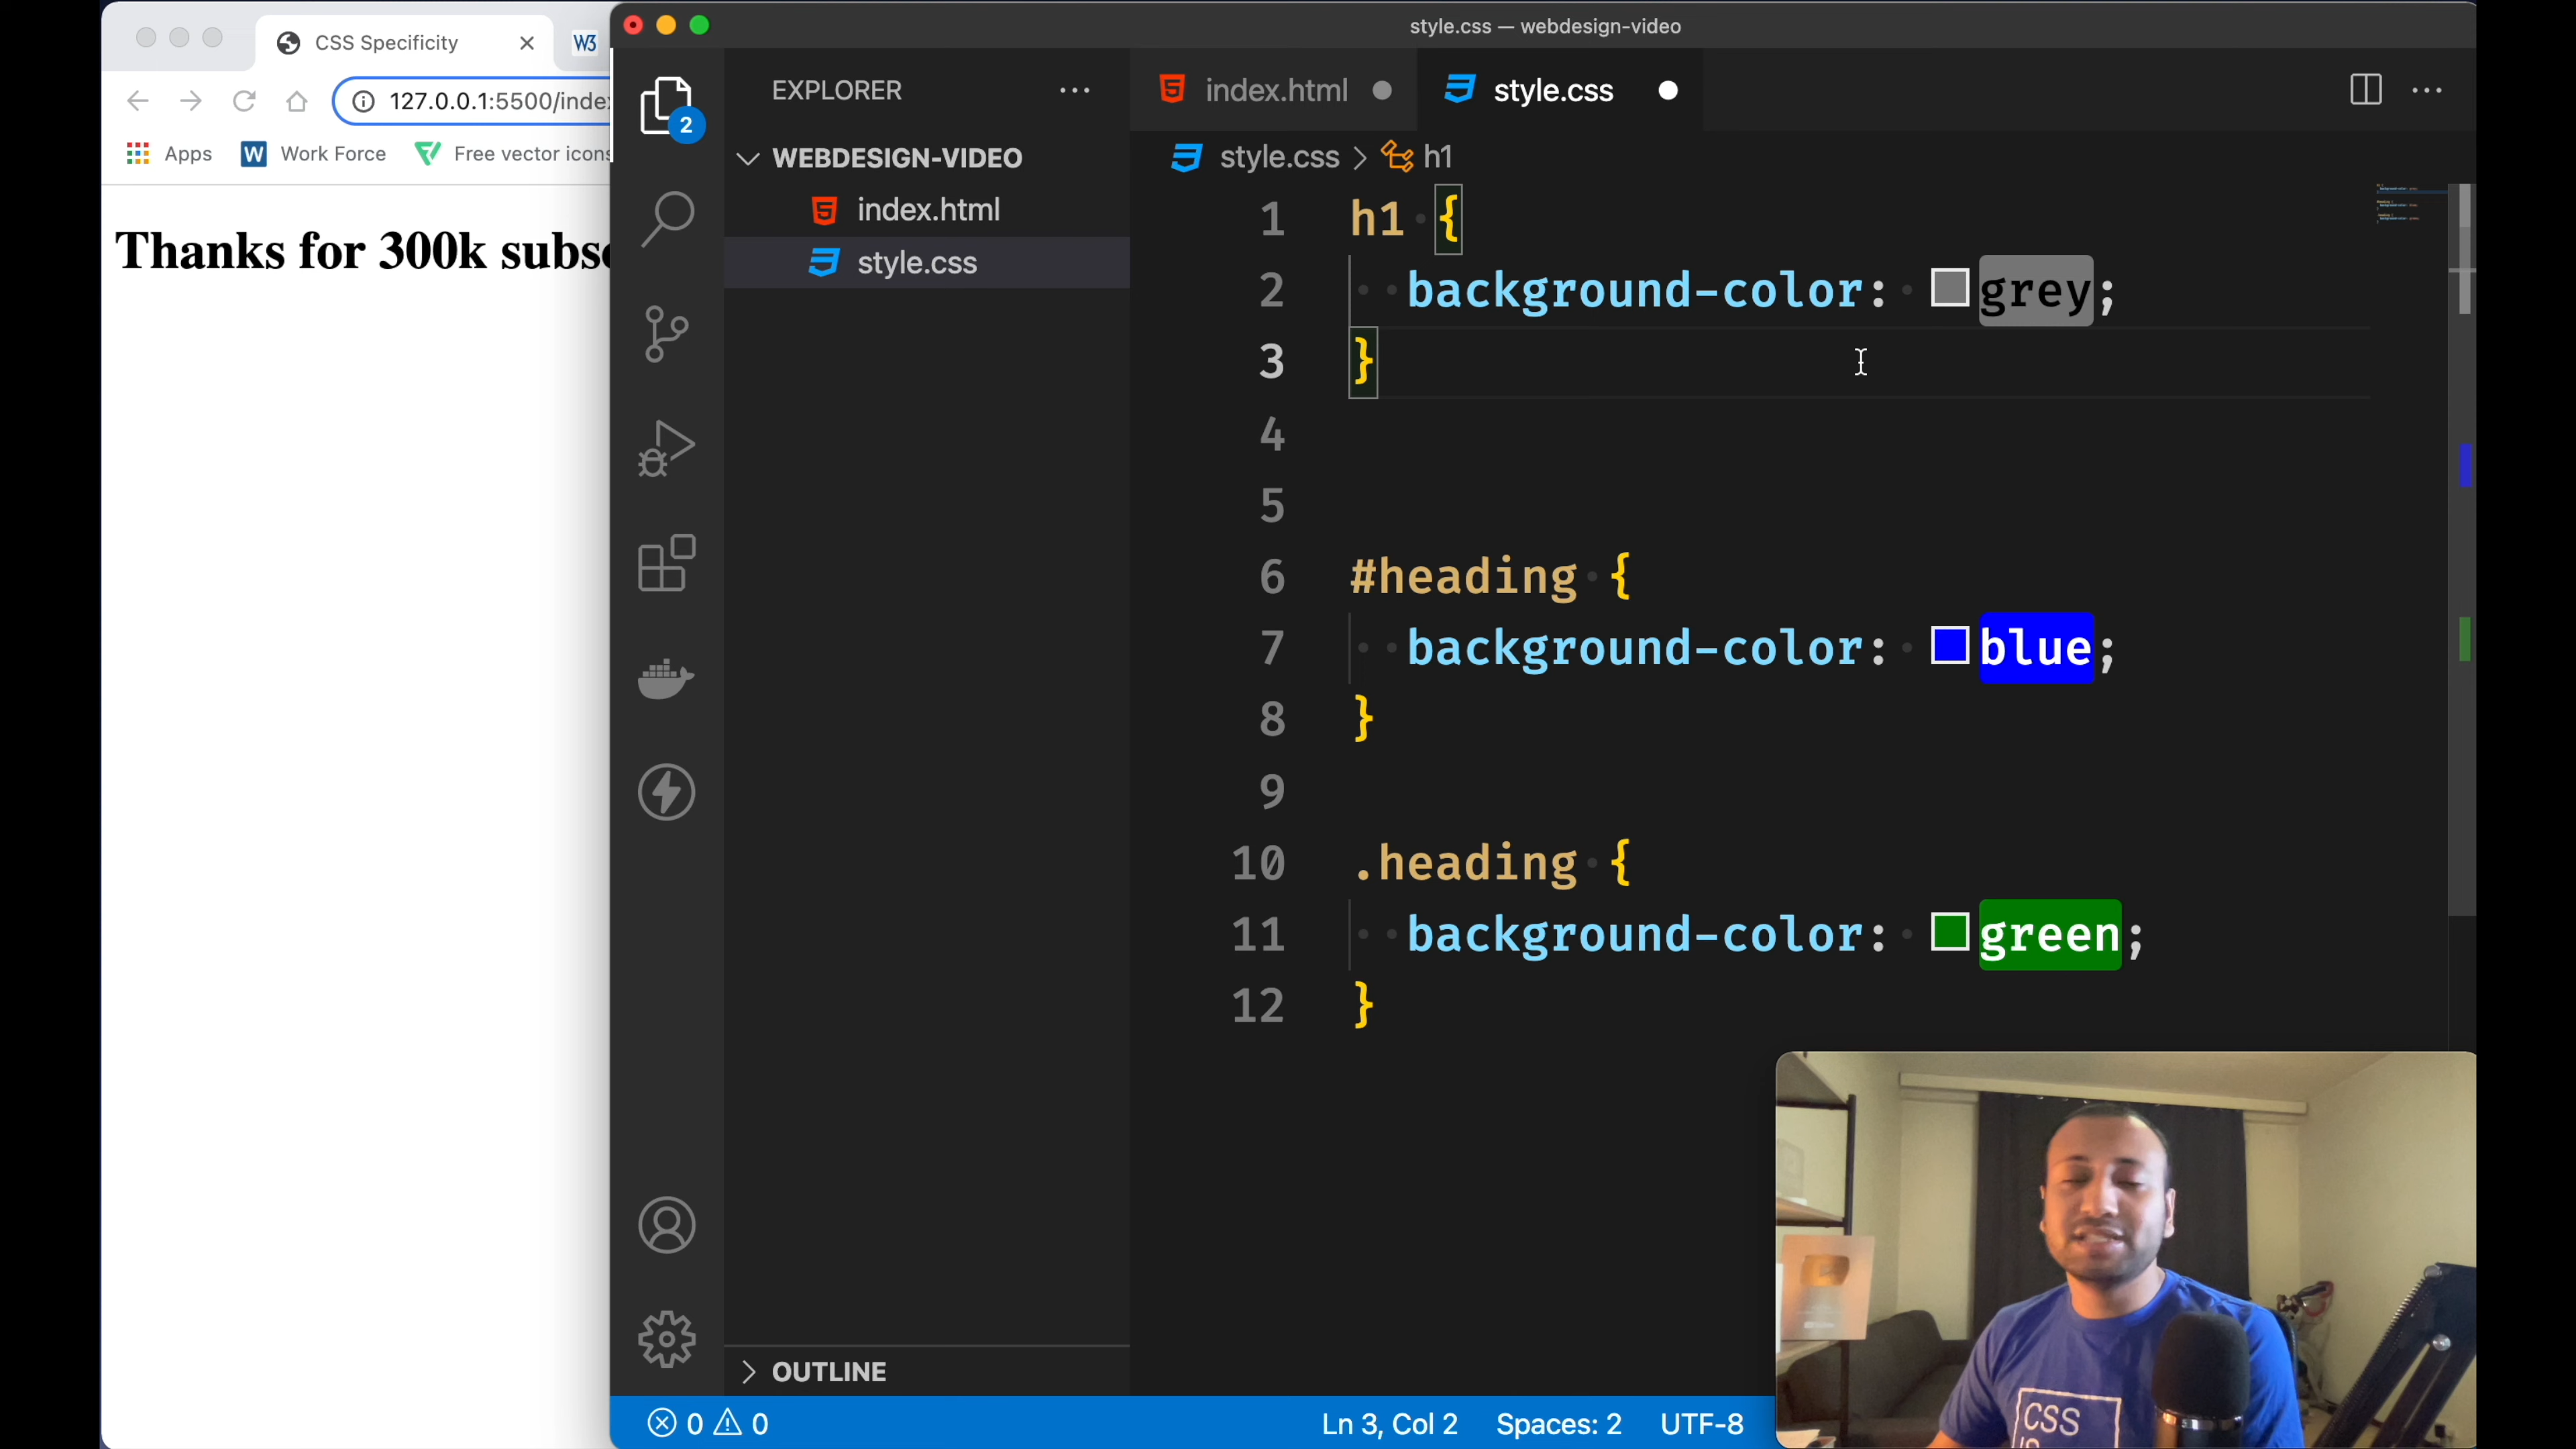 CSS Specificity
W3
127.0.0.1:5500/inde
Apps
W Work Force
Free vector icons
Thanks for 300k subs
style.css — webdesign-video
2
EXPLORER
WEBDESIGN-VIDEO
index.html
style.css
OUTLINE
index.html
style.css
style.css > h1
1 h1 {
2 background-color: grey;
3 }
4
5
6 #heading {
7 background-color: blue;
8 }
9
10 .heading {
11 background-color: green;
12 }
0 0
Ln 3, Col 2
Spaces: 2
UTF-8
CSS